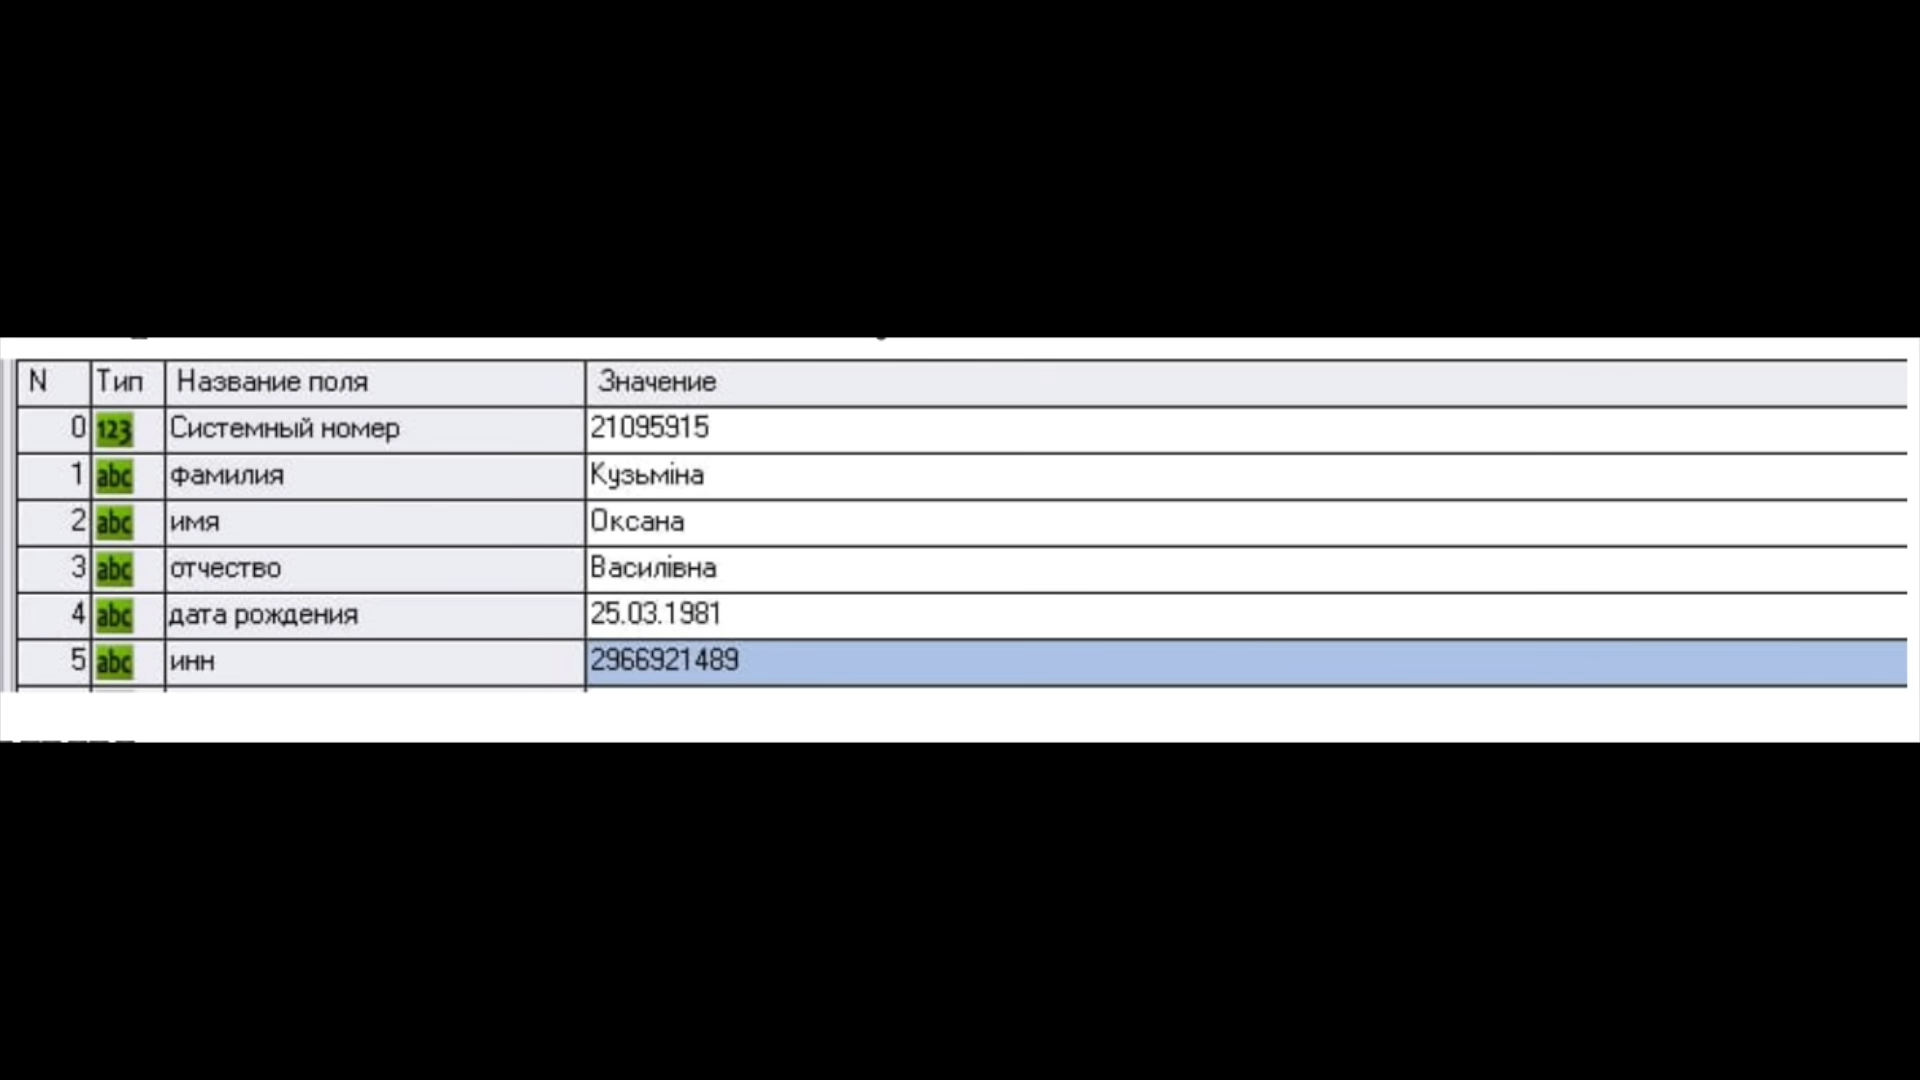 N Тип Название поля Значение
0 123 Системный номер 21095915
1 abc фамилия Кузьміна
2 abc имя Оксана
3 abc отчество Василівна
4 abc дата рождения 25.03.1981
5 abc инн 2966921489